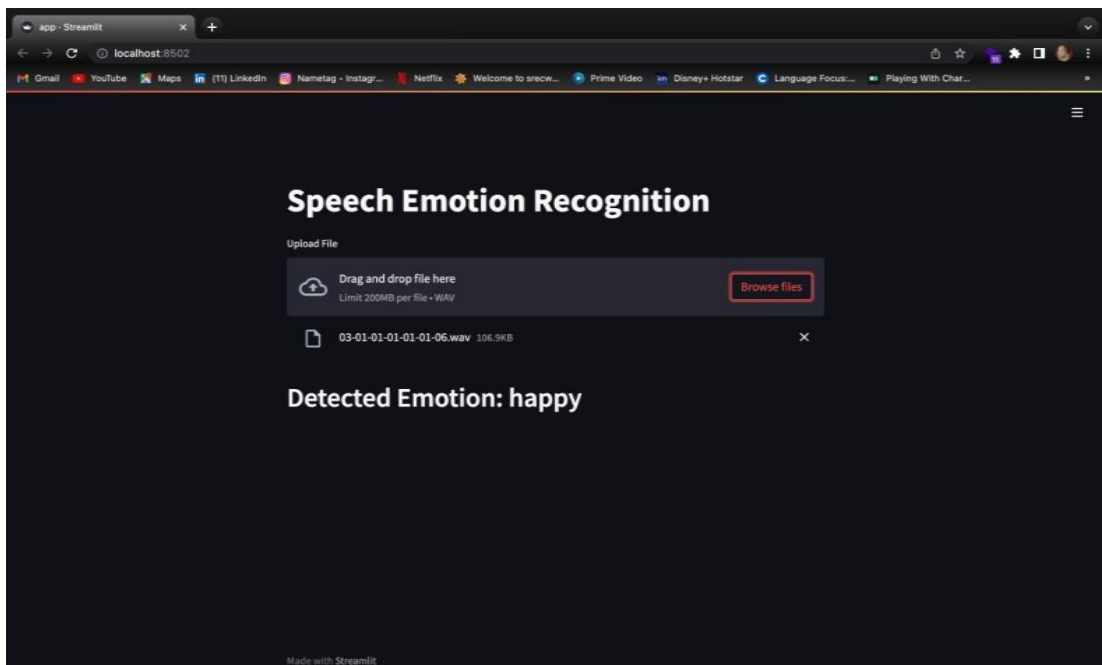 app · Streamlit
localhost:8502
Gmail YouTube Maps (11) LinkedIn Nametag - Instagr... Netflix Welcome to srecw... Prime Video Disney+ Hotstar Language Focus:... Playing With Char... »
11
Speech Emotion Recognition
Upload File
Drag and drop file here
Limit 200MB per file • WAV
Browse files
03-01-01-01-01-01-06.wav 106.9KB
Detected Emotion: happy
Made with Streamlit